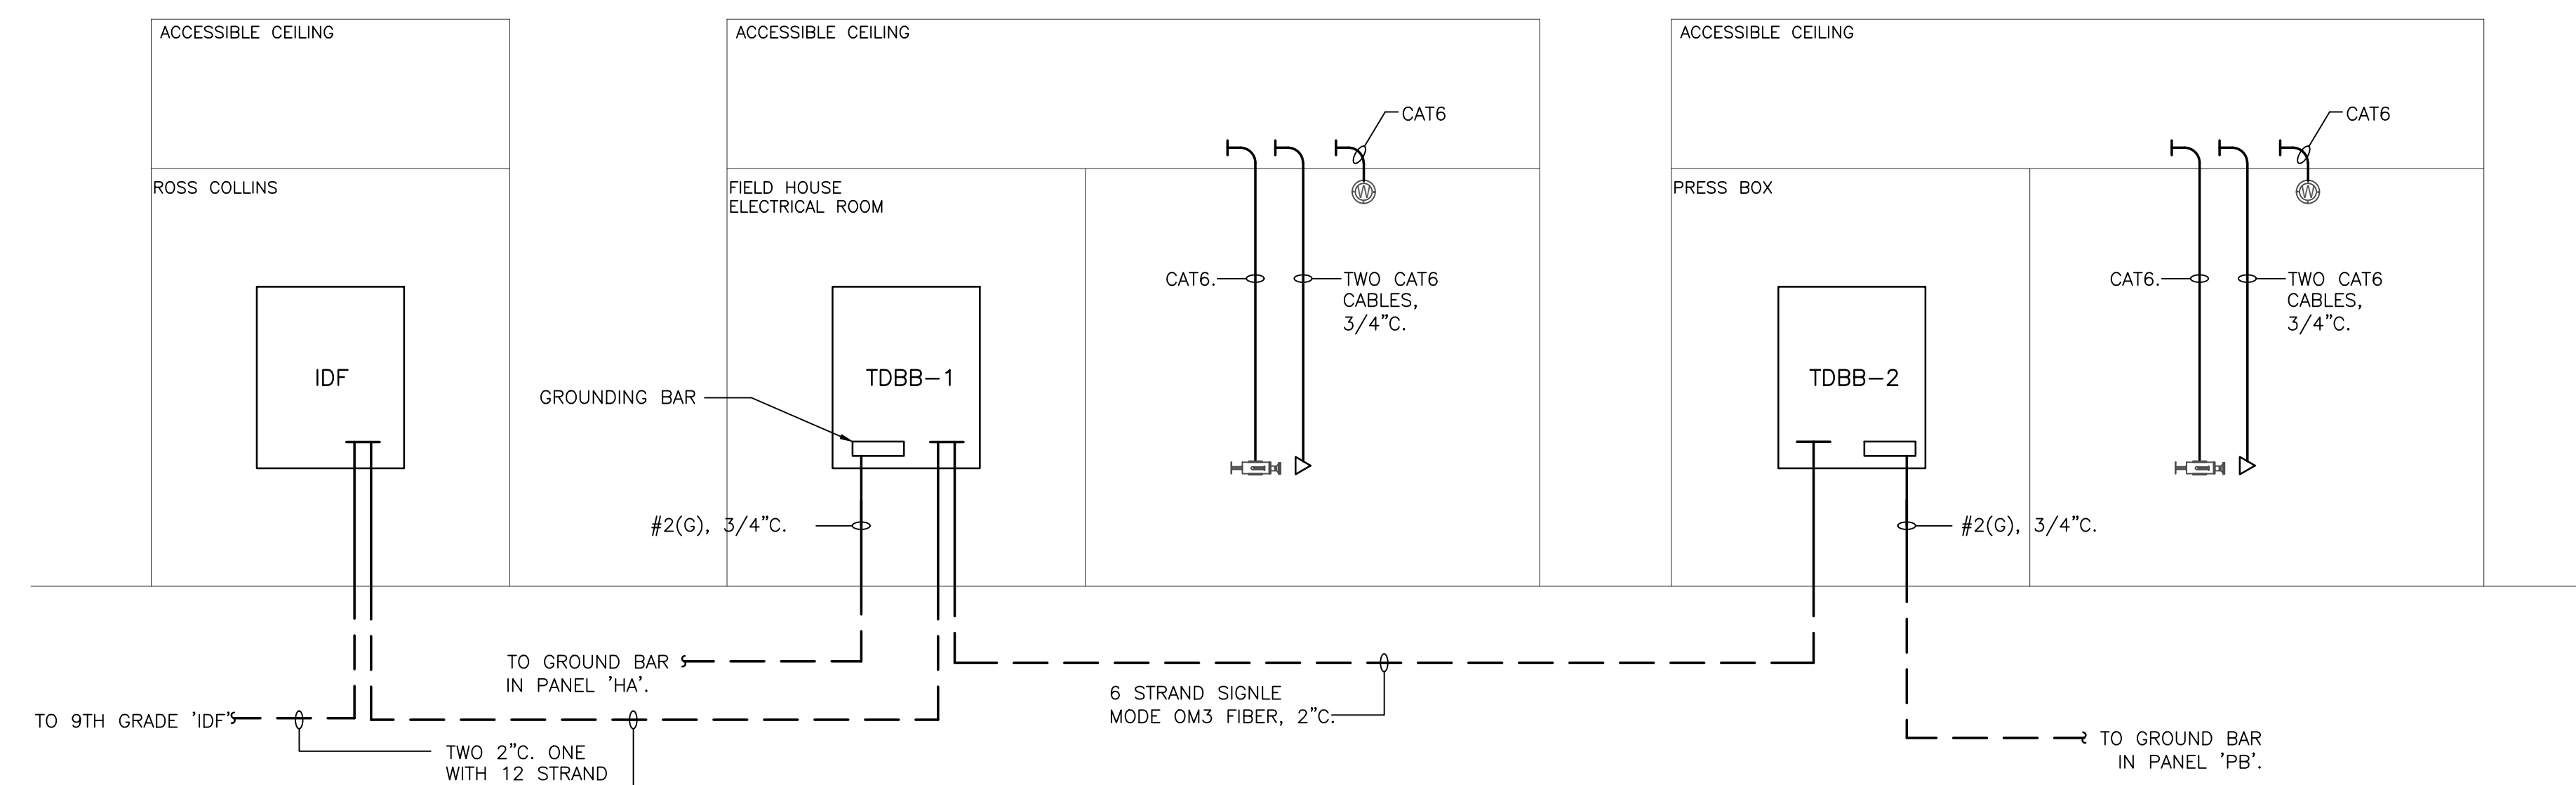 ACCESSIBLE CEILING
ROSS COLLINS
IDF
TO 9TH GRADE 'IDF'
TWO 2"C. ONE
WITH 12 STRAND
ACCESSIBLE CEILING
FIELD HOUSE
ELECTRICAL ROOM
TDBB-1
GROUNDING BAR
#2(G), 3/4"C.
TO GROUND BAR
IN PANEL 'HA'.
CAT6
W
CAT6.
TWO CAT6
CABLES,
3/4"C.
6 STRAND SIGNLE
MODE OM3 FIBER, 2"C.
ACCESSIBLE CEILING
PRESS BOX
TDBB-2
#2(G), 3/4"C.
TO GROUND BAR
IN PANEL 'PB'.
CAT6
W
CAT6.
TWO CAT6
CABLES,
3/4"C.